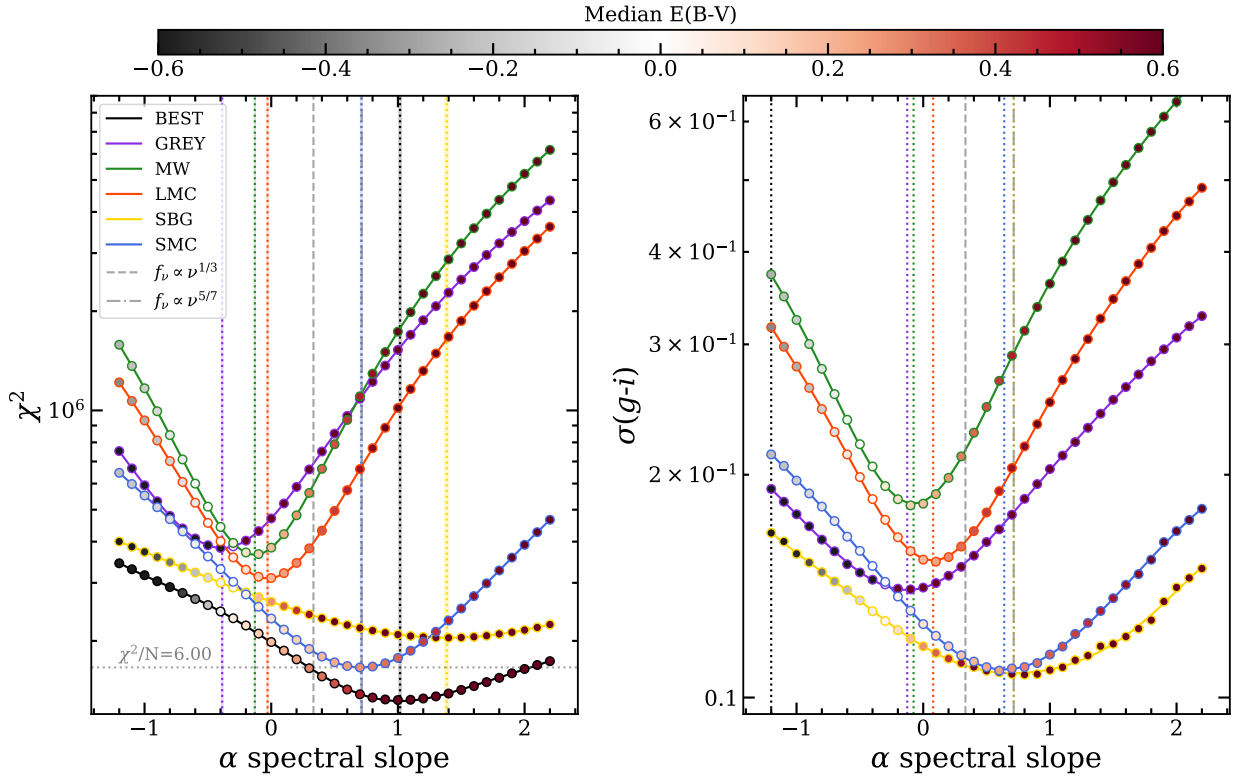 Median E(B-V)
−0.6 −0.4 −0.2 0.0 0.2 0.4 0.6
BEST
GREY
MW
LMC
SBG
SMC
f_ν ∝ ν^{1/3}
f_ν ∝ ν^{5/7}
χ²
10⁶
χ²/N=6.00
−1 0 1 2
α spectral slope
σ(g-i)
6 × 10⁻¹
4 × 10⁻¹
3 × 10⁻¹
2 × 10⁻¹
0.1
−1 0 1 2
α spectral slope